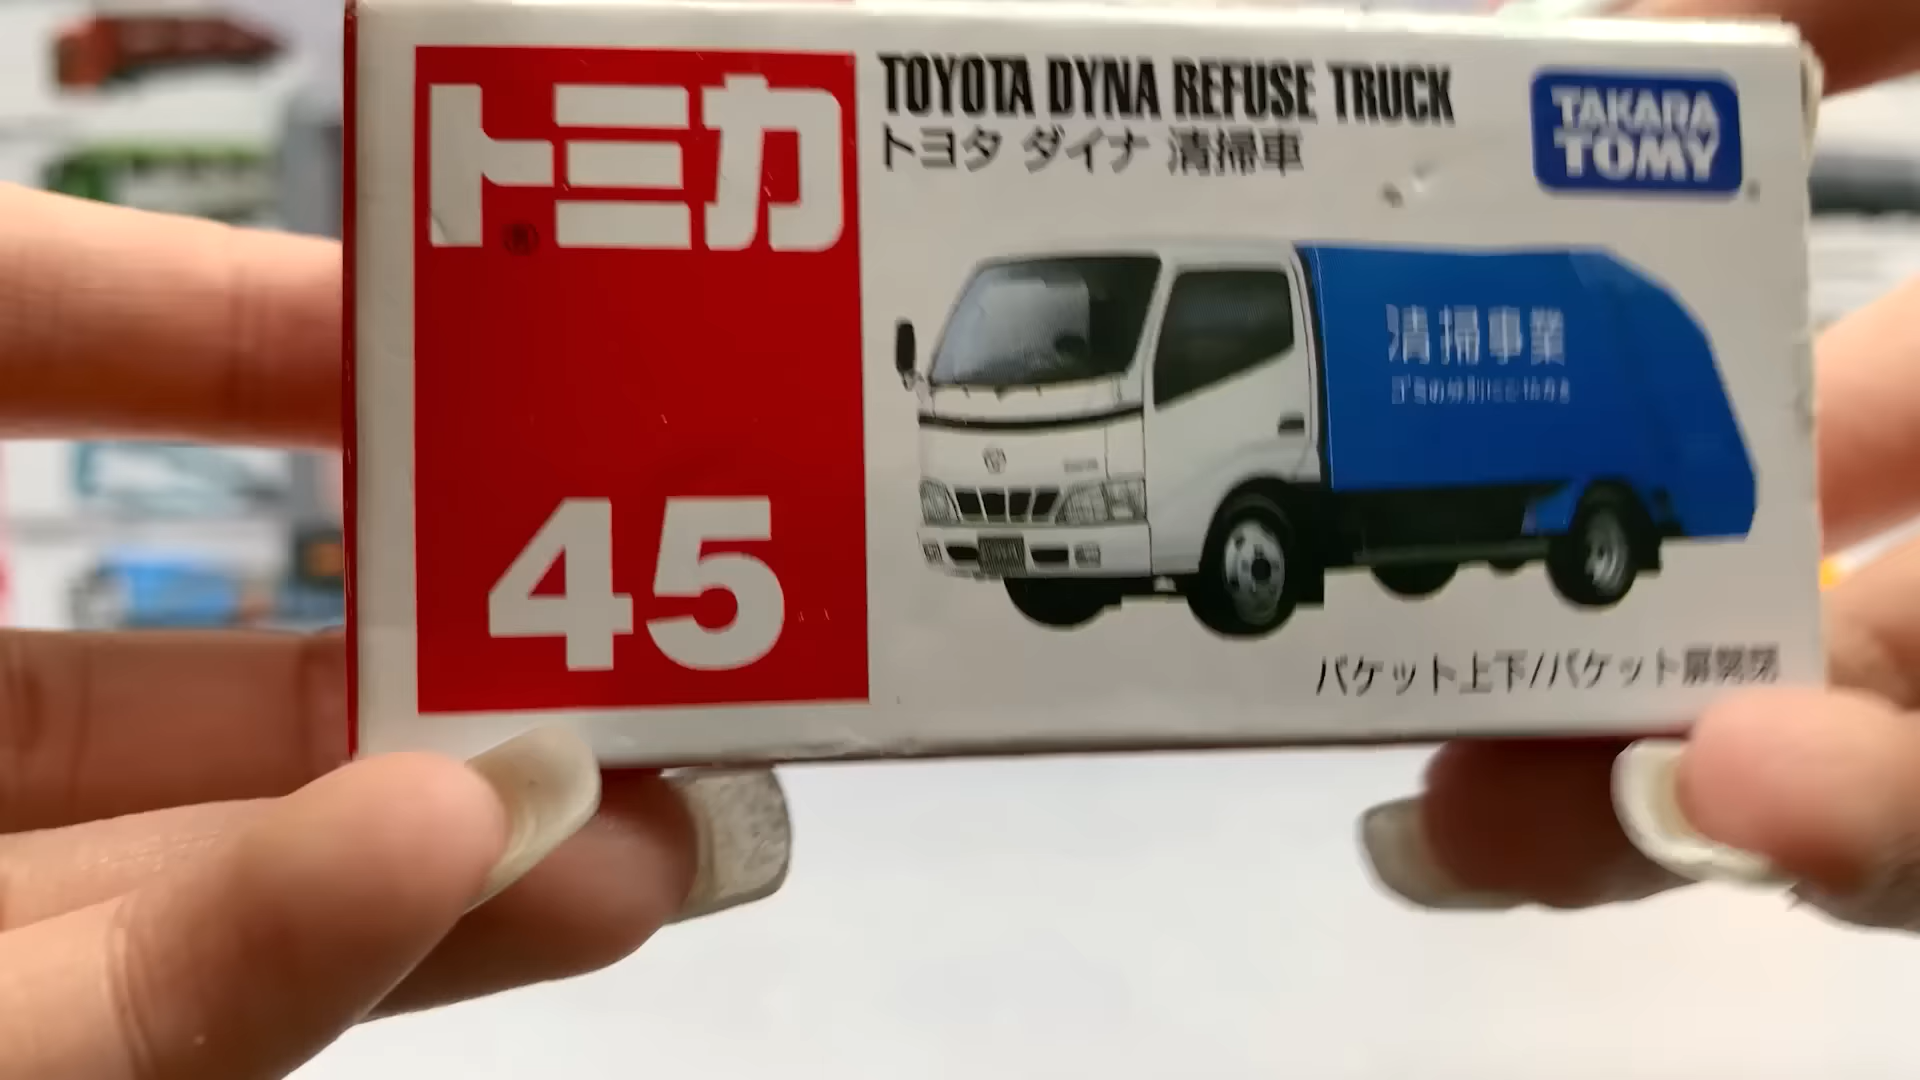 トミカ
®
45
TOYOTA DYNA REFUSE TRUCK
トヨタ ダイナ 清掃車
TAKARA
TOMY
清掃事業
バケット上下/バケット扉開閉